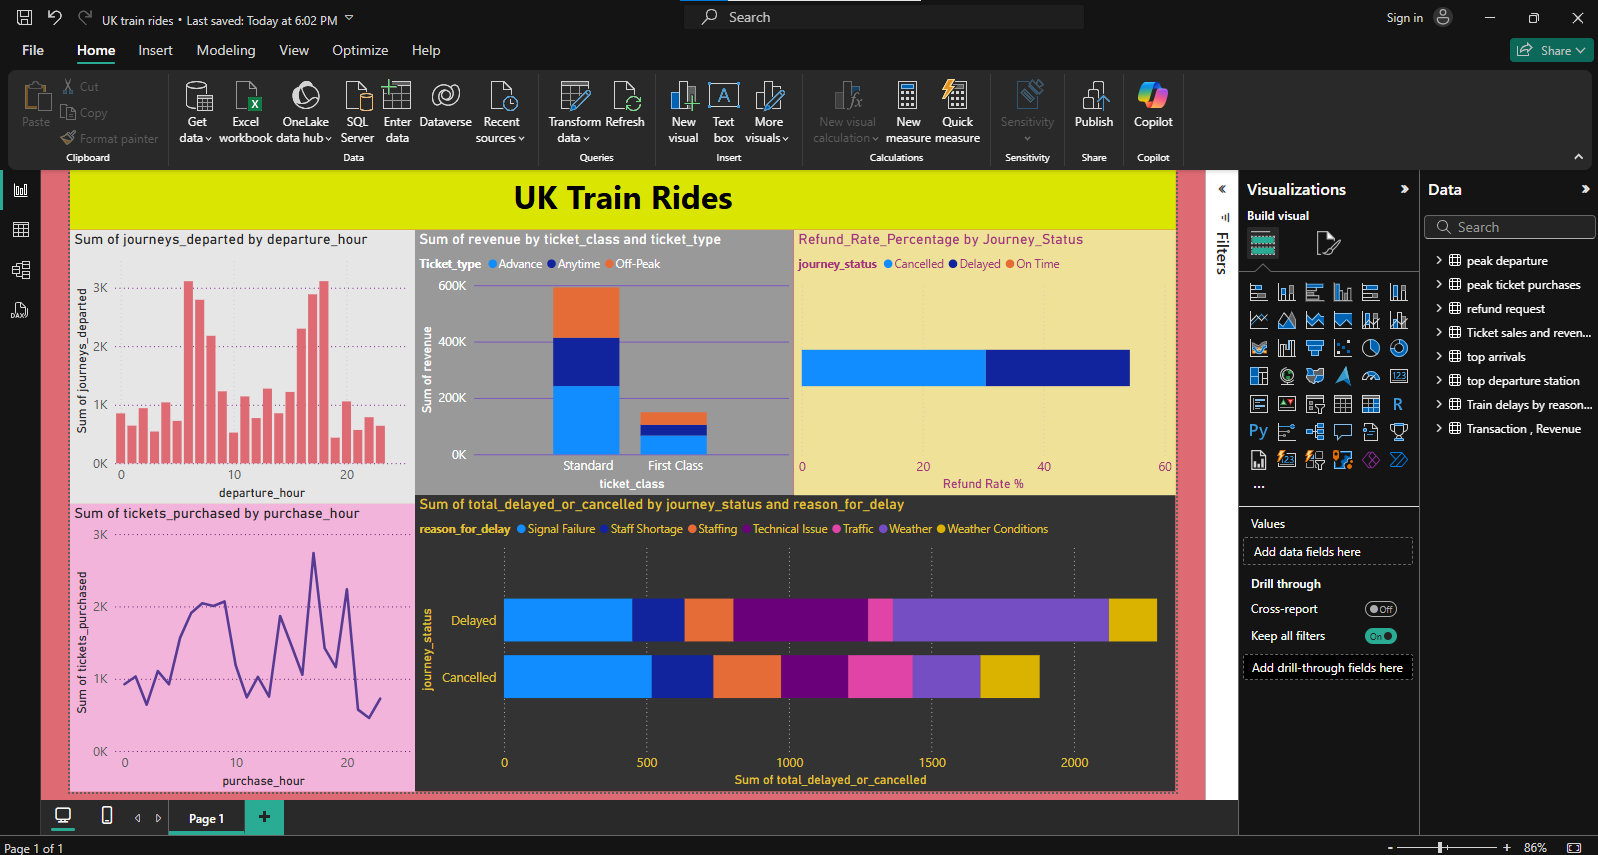 UK train rides • Last saved: Today at 6:02 PM
Search
Sign in
File Home Insert Modeling View Optimize Help
Share
Paste
Cut
Copy
Format painter
Clipboard
Get data
Excel workbook
OneLake data hub
SQL Server
Enter data
Dataverse
Recent sources
Data
Transform data
Refresh
Queries
New visual
Text box
More visuals
Insert
New visual calculation
New measure
Quick measure
Calculations
Sensitivity
Sensitivity
Publish
Share
Copilot
Copilot
UK Train Rides
Sum of journeys_departed by departure_hour
Sum of journeys_departed
3K
2K
1K
0K
0 10 20
departure_hour
Sum of revenue by ticket_class and ticket_type
Ticket_type Advance Anytime Off-Peak
Sum of revenue
600K
400K
200K
0K
Standard First Class
ticket_class
Refund_Rate_Percentage by Journey_Status
journey_status Cancelled Delayed On Time
0 20 40 60
Refund Rate %
Sum of tickets_purchased by purchase_hour
Sum of tickets_purchased
3K
2K
1K
0K
0 10 20
purchase_hour
Sum of total_delayed_or_cancelled by journey_status and reason_for_delay
reason_for_delay Signal Failure Staff Shortage Staffing Technical Issue Traffic Weather Weather Conditions
journey_status
Delayed
Cancelled
0 500 1000 1500 2000
Sum of total_delayed_or_cancelled
Filters
Visualizations
Build visual
123
R
Py
123
...
Values
Add data fields here
Drill through
Cross-report Off
Keep all filters On
Add drill-through fields here
Data
Search
peak departure
peak ticket purchases
refund request
Ticket sales and reven...
top arrivals
top departure station
Train delays by reason...
Transaction , Revenue
DAX
Page 1
+
Page 1 of 1
- + 86%